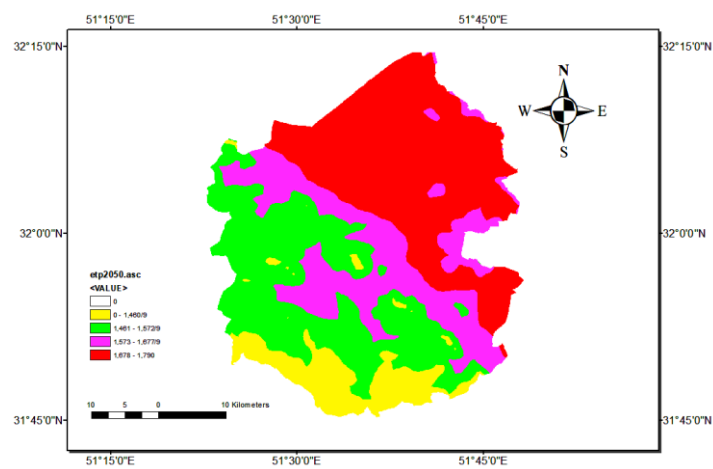 51°15'0"E 51°30'0"E 51°45'0"E
32°15'0"N 32°15'0"N
N
W E
S
32°0'0"N 32°0'0"N
etp2050.asc
<VALUE>
0
0 - 1,460/9
1,461 - 1,572/9
1,573 - 1,677/9
1,678 - 1,790
10 5 0 10 Kilometers
31°45'0"N 31°45'0"N
51°15'0"E 51°30'0"E 51°45'0"E